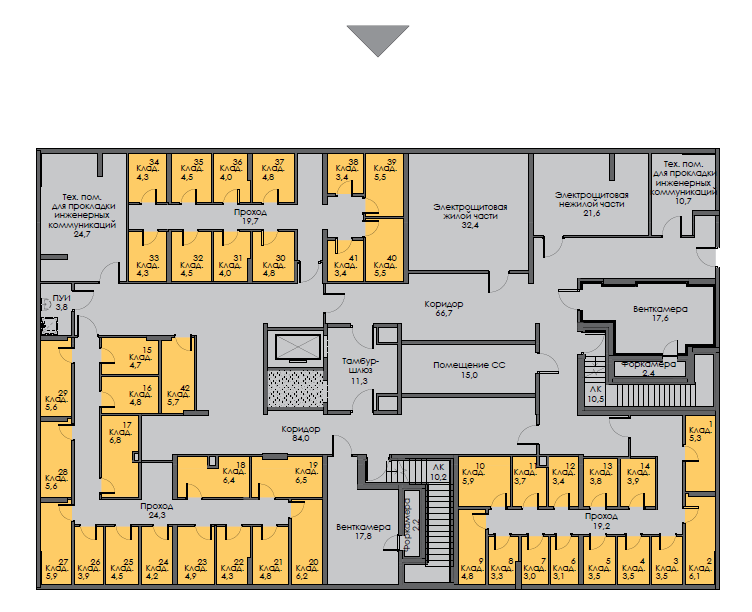 34
Клад.
4,3
35
Клад.
4,5
36
Клад.
4,0
37
Клад.
4,8
38
Клад.
3,4
39
Клад.
5,5
Тех. пом.
для прокладки
инженерных
коммуникаций
24,7
Проход
19,7
Электрощитовая
жилой части
32,4
Электрощитовая
нежилой части
21,6
Тех. пом.
для прокладки
инженерных
коммуникаций
10,7
33
Клад.
4,3
32
Клад.
4,5
31
Клад.
4,0
30
Клад.
4,8
41
Клад.
3,4
40
Клад.
5,5
ПУИ
3,8
Коридор
66,7
Венткамера
17,6
15
Клад.
4,7
16
Клад.
4,8
42
Клад.
5,7
29
Клад.
5,6
Тамбур-
шлюз
11,3
Помещение СС
15,0
Форкамера
2,4
ЛК
10,5
17
Клад.
6,8
Коридор
84,0
1
Клад.
5,3
28
Клад.
5,6
18
Клад.
6,4
19
Клад.
6,5
ЛК
10,2
10
Клад.
5,9
11
Клад.
3,7
12
Клад.
3,4
13
Клад.
3,8
14
Клад.
3,9
Проход
24,3
Венткамера
17,8
Форкамера
2,2
Проход
19,2
27
Клад.
5,9
26
Клад.
3,9
25
Клад.
4,5
24
Клад.
4,2
23
Клад.
4,9
22
Клад.
4,3
21
Клад.
4,8
20
Клад.
6,2
9
Клад.
4,8
8
Клад.
3,3
7
Клад.
3,0
6
Клад.
3,1
5
Клад.
3,5
4
Клад.
3,5
3
Клад.
3,5
2
Клад.
6,1